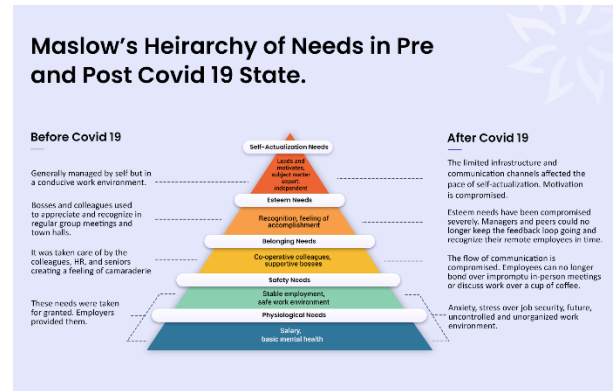 Maslow's Heirarchy of Needs in Pre
and Post Covid 19 State.
Before Covid 19
Generally managed by self but in
a conducive work environment.
Bosses and colleagues used
to appreciate and recognize in
regular group meetings and
town halls.
It was taken care of by the
colleagues, HR, and seniors
creating a feeling of camaraderie
These needs were taken
for granted. Employers
provided them.
Self-Actualization Needs
Leads and
motivates,
subject matter
expert,
independent
Esteem Needs
Recognition, feeling of
accomplishment
Belonging Needs
Co-operative colleagues,
supportive bosses
Safety Needs
Stable employment,
safe work environment
Physiological Needs
Salary,
basic mental health
After Covid 19
The limited infrastructure and
communication channels affected the
pace of self-actualization. Motivation
is compromised.
Esteem needs have been compromised
severely. Managers and peers could no
longer keep the feedback loop going and
recognize their remote employees in time.
The flow of communication is
compromised. Employees can no longer
bond over impromptu in-person meetings
or discuss work over a cup of coffee.
Anxiety, stress over job security, future,
uncontrolled and unorganized work
environment.